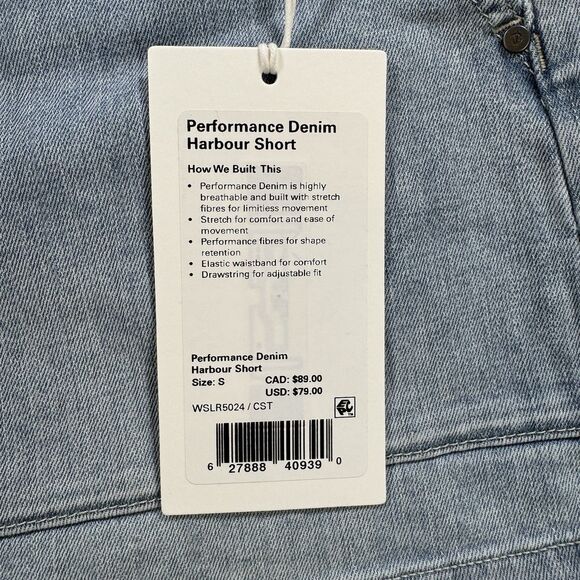 Performance Denim
Harbour Short
How We Built This
• Performance Denim is highly
breathable and built with stretch
fibres for limitless movement
• Stretch for comfort and ease of
movement
• Performance fibres for shape
retention
• Elastic waistband for comfort
• Drawstring for adjustable fit
Performance Denim
Harbour Short
Size: S CAD: $89.00
USD: $79.00
WSLR5024 / CST
6 27888 40939 0